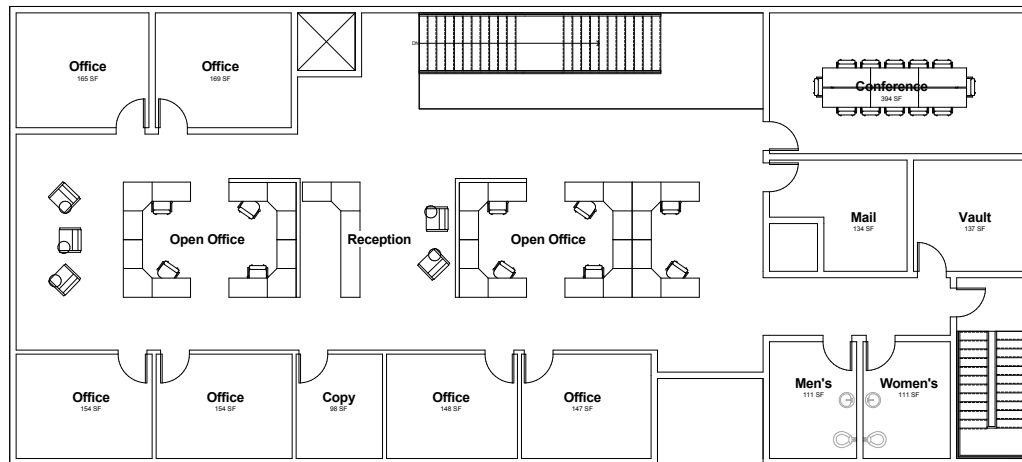 DN
Office
165 SF
Office
169 SF
Conference
394 SF
Open Office
Reception
Open Office
Mail
134 SF
Vault
137 SF
Office
154 SF
Office
154 SF
Copy
98 SF
Office
148 SF
Office
147 SF
Men's
111 SF
Women's
111 SF